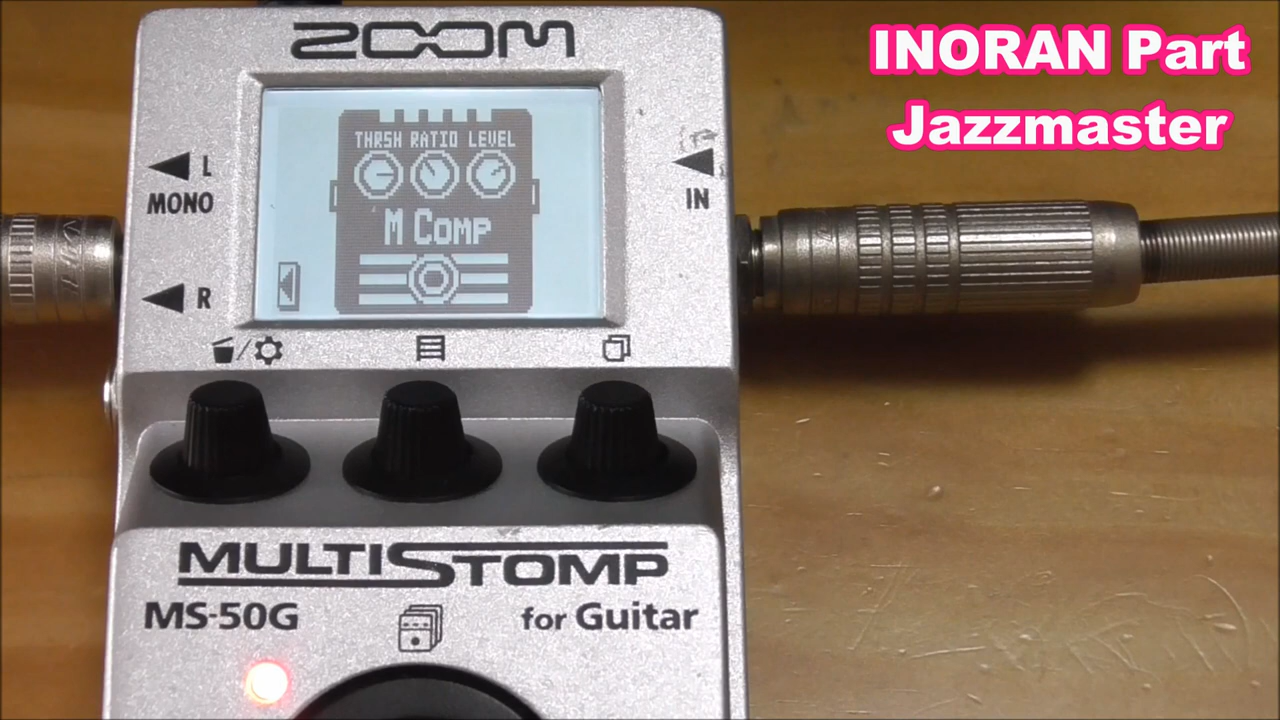 INORAN Part
Jazzmaster
ZOOM
THRSH RATIO LEVEL
M COMP
L
MONO
R
IN
MULTISTOMP
MS-50G
for Guitar